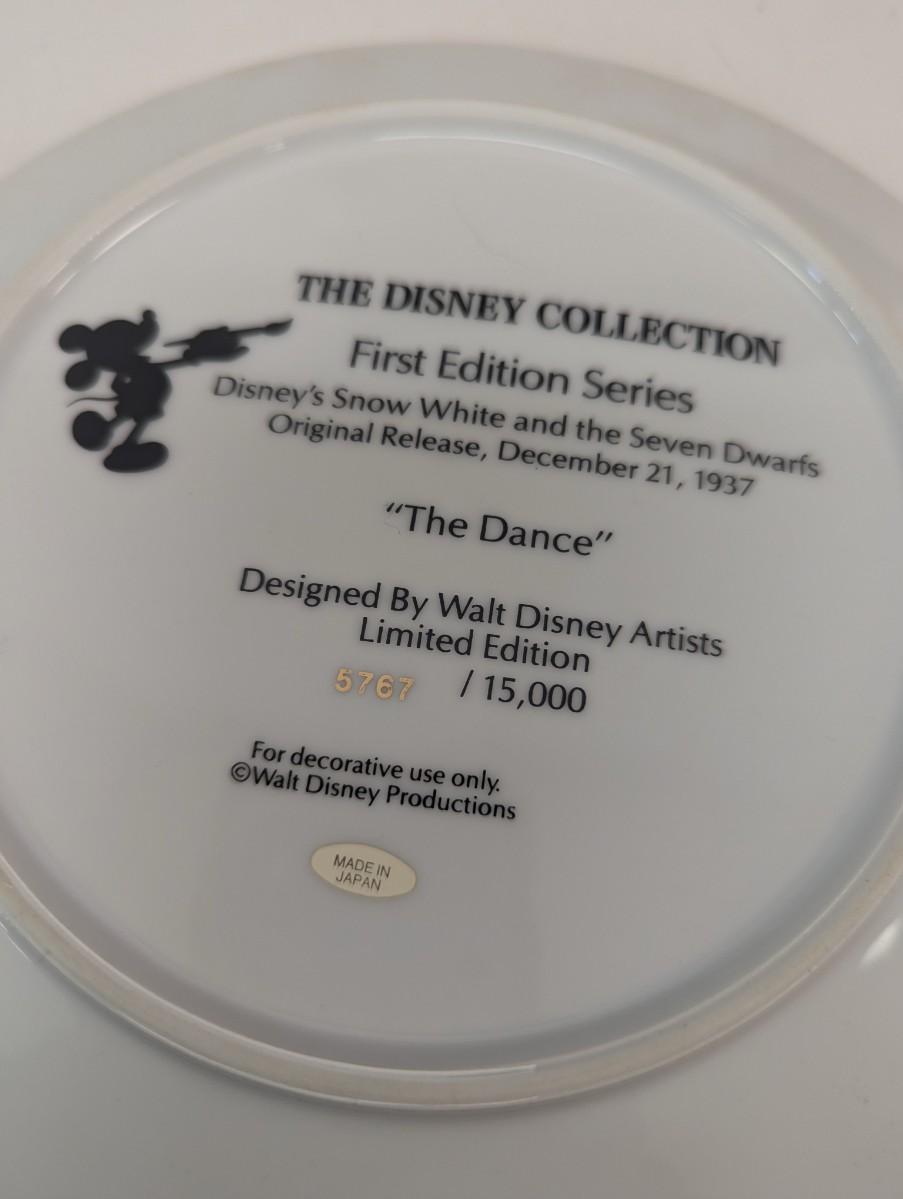 THE DISNEY COLLECTION
First Edition Series
Disney's Snow White and the Seven Dwarfs
Original Release, December 21, 1937
“The Dance”
Designed By Walt Disney Artists
Limited Edition
5767 / 15,000
For decorative use only.
©Walt Disney Productions
MADE IN
JAPAN